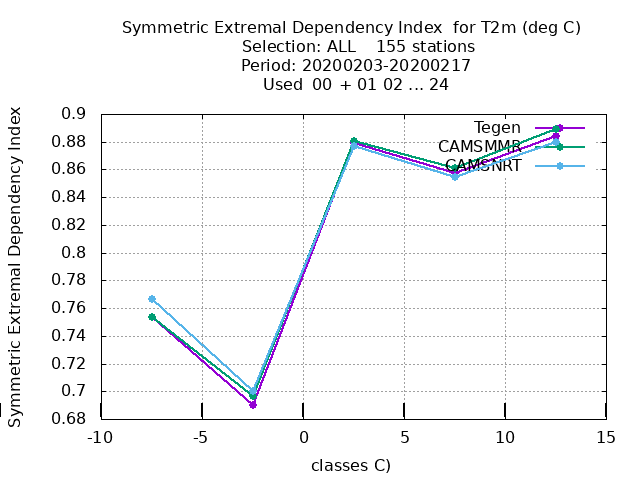 Symmetric Extremal Dependency Index  for T2m (deg C)
Selection: ALL    155 stations
Period: 20200203-20200217
Used  00 + 01 02 ... 24
Symmetric Extremal Dependency Index
0.9
0.88
0.86
0.84
0.82
0.8
0.78
0.76
0.74
0.72
0.7
0.68
Tegen
CAMSMMR
CAMSNRT
-10
-5
0
5
10
15
classes C)